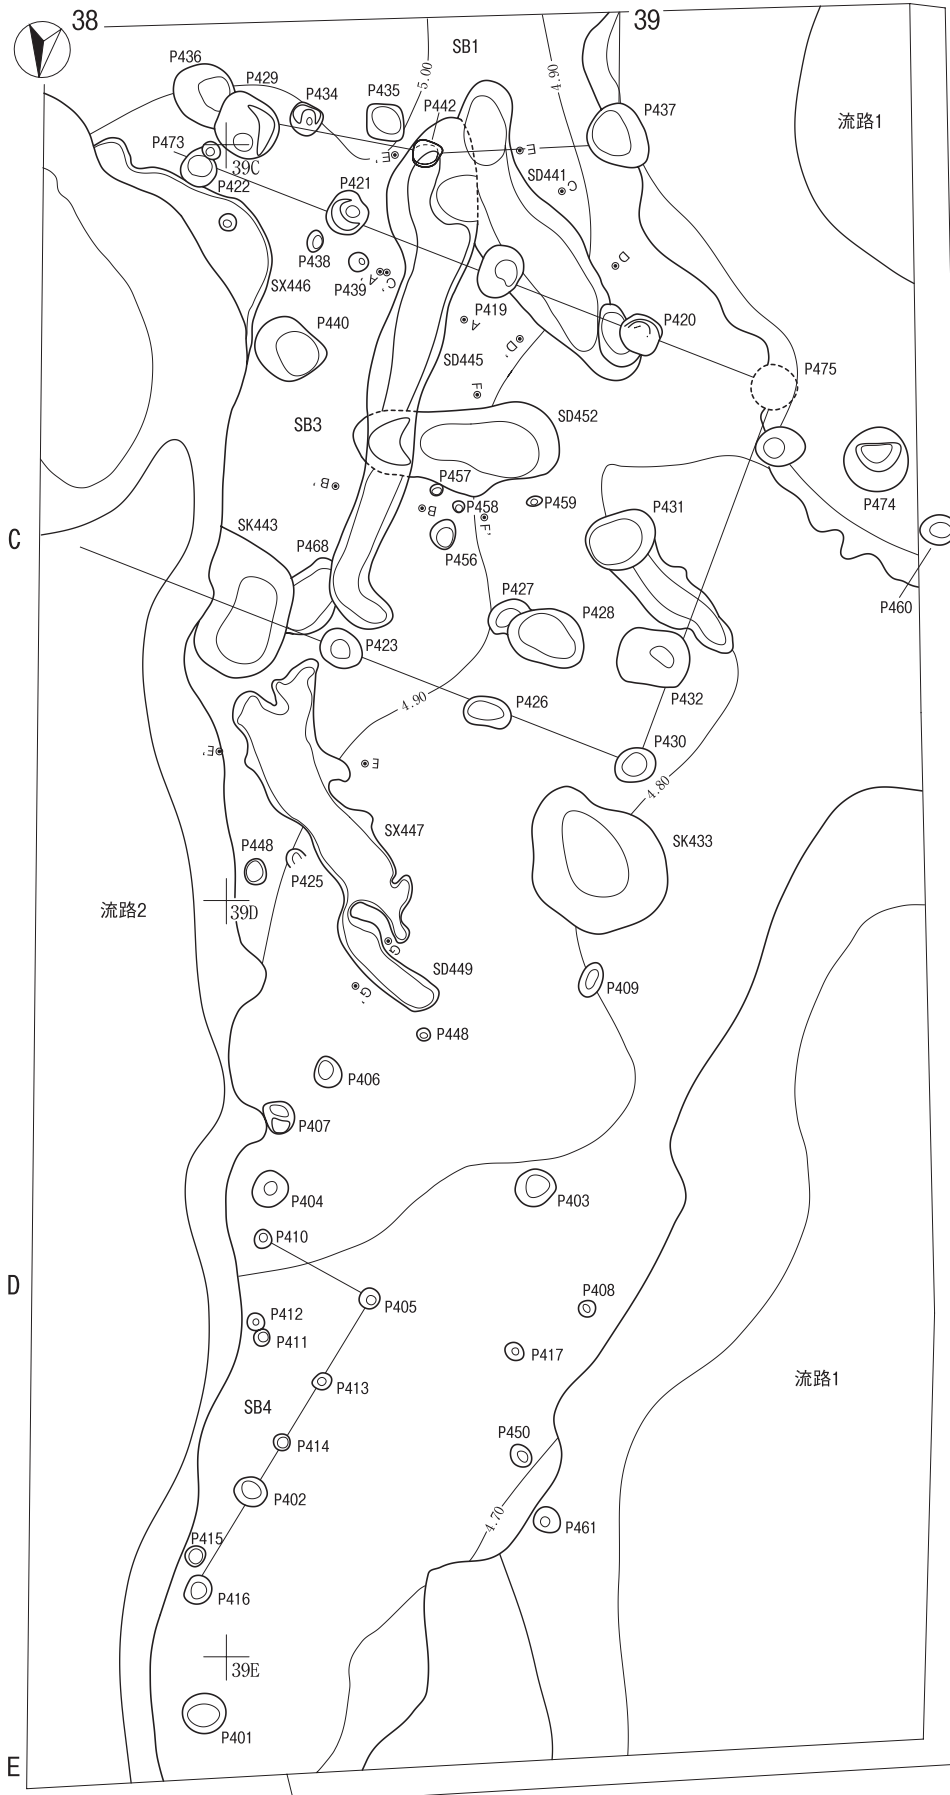 38
39
SB1
P436
P429
P434
P435
5.00
4.90
P442
P437
流路1
P473
39C
E'
E
P422
P421
SD441
C
P438
P439
A'
C'
D
SX446
P419
A
P420
P440
D'
SD445
P475
F
SB3
SD452
P474
B'
P457
P458
P459
B
F'
P431
C
SK443
P468
P456
P460
P427
P428
P423
P432
4.90
P426
P430
E'
E
4.80
SX447
SK433
P448
P425
流路2
39D
G
SD449
G'
P409
P448
P406
P407
P404
P403
P410
D
P408
P405
P412
P411
P417
P413
流路1
SB4
P450
P414
P402
4.70
P461
P415
P416
39E
P401
E